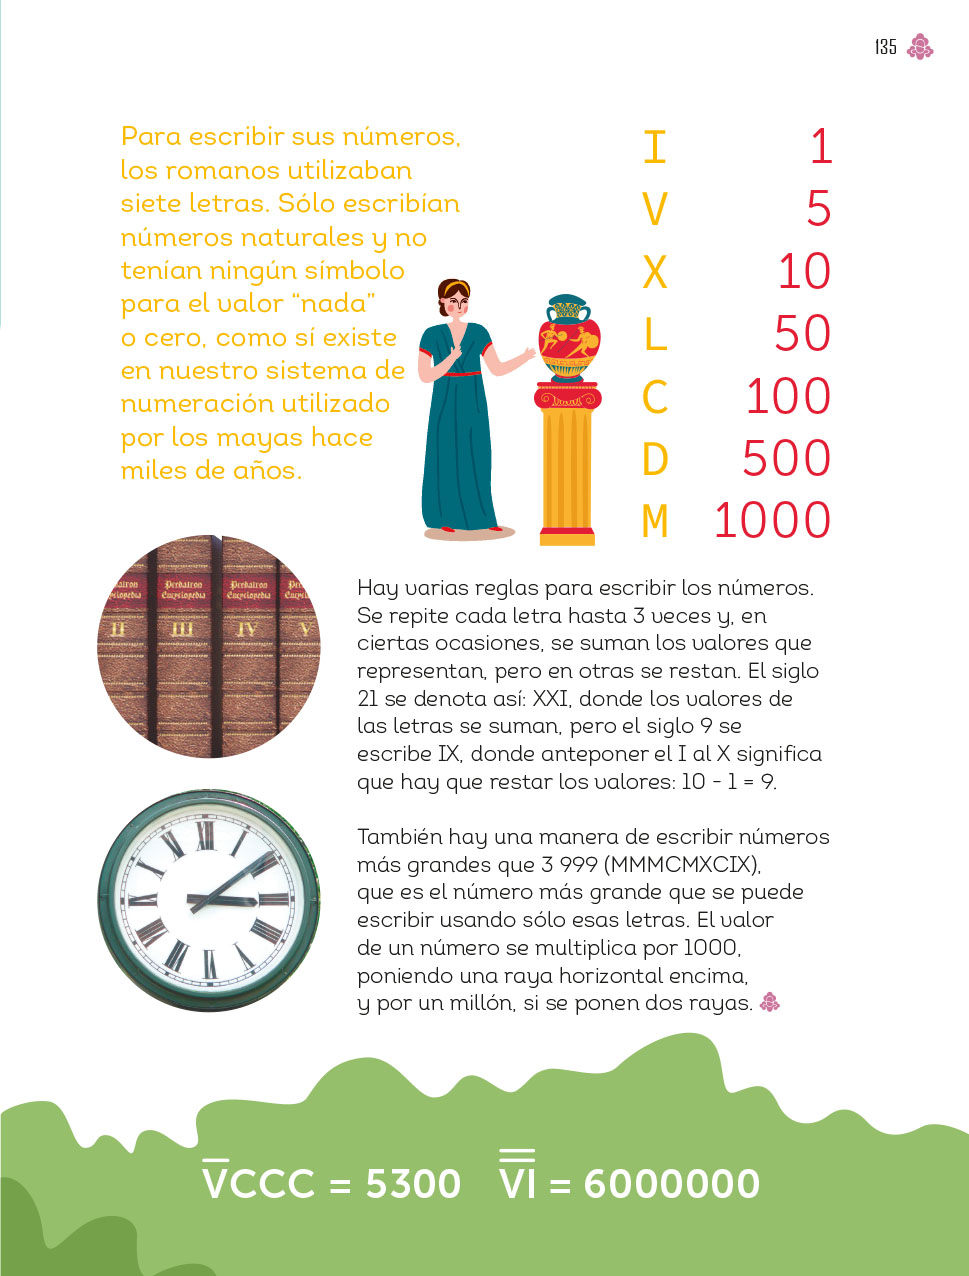 135
Para escribir sus números,
los romanos utilizaban
siete letras. Sólo escribían
números naturales y no
tenían ningún símbolo
para el valor “nada”
o cero, como sí existe
en nuestro sistema de
numeración utilizado
por los mayas hace
miles de años.
I 1
V 5
X 10
L 50
C 100
D 500
M 1000
Perdatron Perdatron
Encyclopedia Encyclopedia
II III IV V
Hay varias reglas para escribir los números.
Se repite cada letra hasta 3 veces y, en
ciertas ocasiones, se suman los valores que
representan, pero en otras se restan. El siglo
21 se denota así: XXI, donde los valores de
las letras se suman, pero el siglo 9 se
escribe IX, donde anteponer el I al X significa
que hay que restar los valores: 10 - 1 = 9.
También hay una manera de escribir números
más grandes que 3 999 (MMMCMXCIX),
que es el número más grande que se puede
escribir usando sólo esas letras. El valor
de un número se multiplica por 1000,
poniendo una raya horizontal encima,
y por un millón, si se ponen dos rayas.
V̅CCC = 5300 V̿I̿ = 6000000